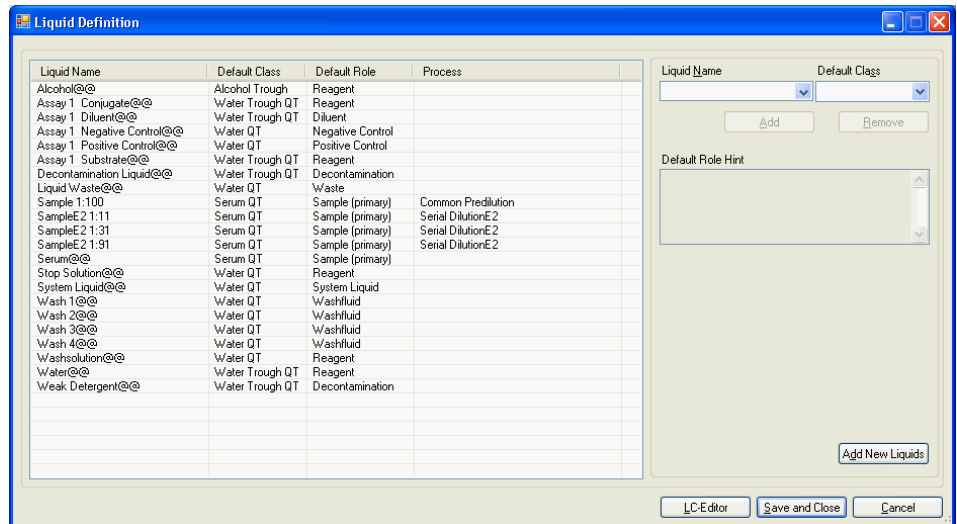 Liquid Definition
Liquid Name Default Class Default Role Process
Alcohol@@ Alcohol Trough Reagent
Assay 1 Conjugate@@ Water Trough QT Reagent
Assay 1 Diluent@@ Water Trough QT Diluent
Assay 1 Negative Control@@ Water QT Negative Control
Assay 1 Positive Control@@ Water QT Positive Control
Assay 1 Substrate@@ Water Trough QT Reagent
Decontamination Liquid@@ Water Trough QT Decontamination
Liquid Waste@@ Water QT Waste
Sample 1:100 Serum QT Sample (primary) Common Predilution
SampleE2 1:11 Serum QT Sample (primary) Serial DilutionE2
SampleE2 1:31 Serum QT Sample (primary) Serial DilutionE2
SampleE2 1:91 Serum QT Sample (primary) Serial DilutionE2
Serum@@ Serum QT Sample (primary)
Stop Solution@@ Water QT Reagent
System Liquid@@ Water QT System Liquid
Wash 1@@ Water QT Washfluid
Wash 2@@ Water QT Washfluid
Wash 3@@ Water QT Washfluid
Wash 4@@ Water QT Washfluid
Washsolution@@ Water QT Reagent
Water@@ Water Trough QT Reagent
Weak Detergent@@ Water Trough QT Decontamination
Liquid Name Default Class
Add Remove
Default Role Hint
Add New Liquids
LC-Editor Save and Close Cancel